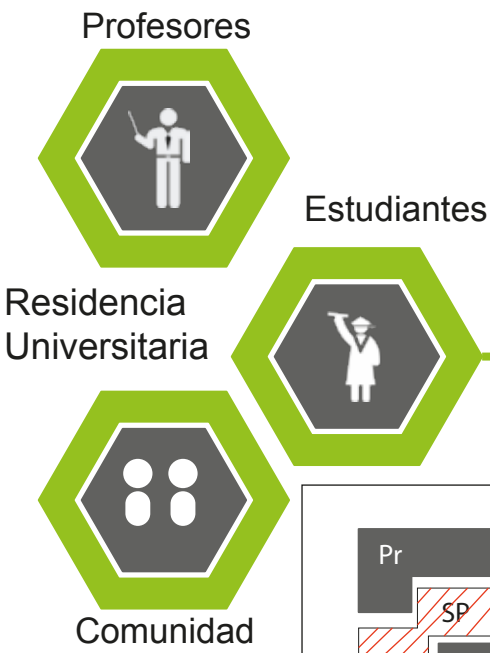 Profesores
Estudiantes
Residencia
Universitaria
Comunidad
Pr
SP